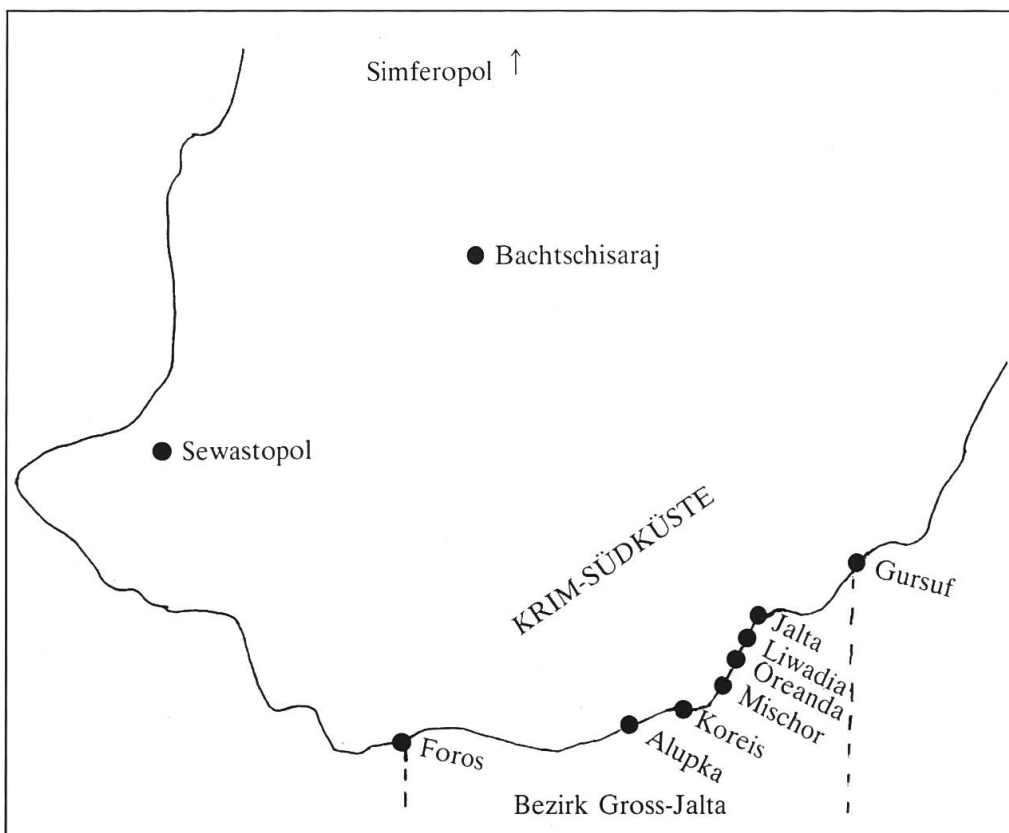 Simferopol ↑
Bachtschisaraj
Sewastopol
KRIM-SÜDKÜSTE
Gursuf
Jalta
Liwadia
Oreanda
Mischor
Koreis
Alupka
Foros
Bezirk Gross-Jalta